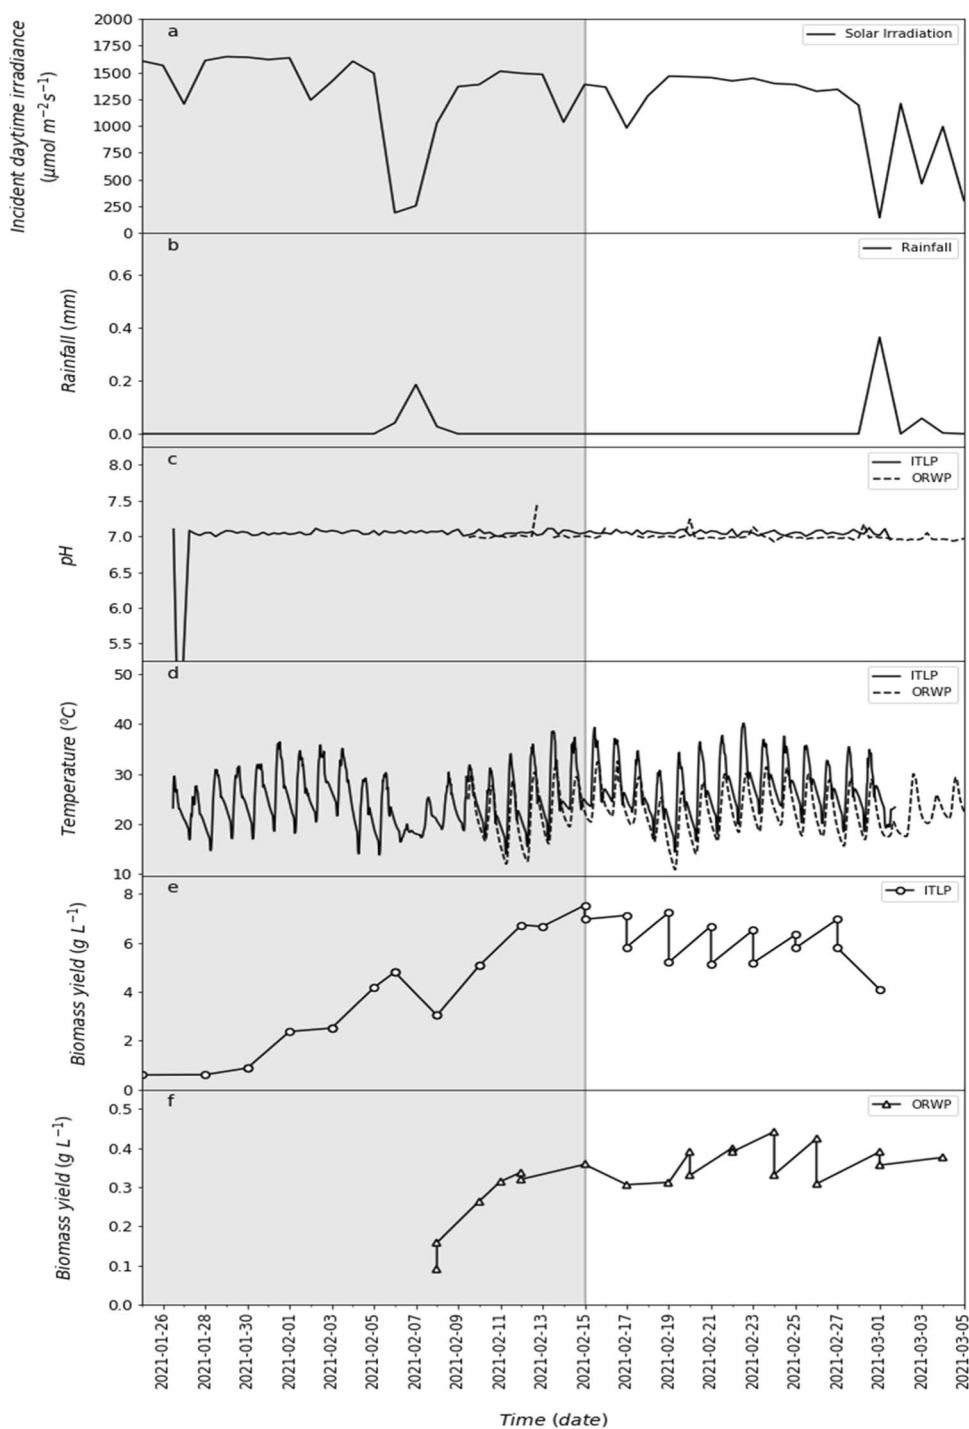 a
Solar Irradiation
Incident daytime irradiance
(μmol m⁻²s⁻¹)
2000
1750
1500
1250
1000
750
500
250
0
b
Rainfall
Rainfall (mm)
0.6
0.4
0.2
0.0
c
ITLP
ORWP
pH
8.0
7.5
7.0
6.5
6.0
5.5
d
ITLP
ORWP
Temperature (°C)
50
40
30
20
10
e
ITLP
Biomass yield (g L⁻¹)
8
6
4
2
0
f
ORWP
Biomass yield (g L⁻¹)
0.5
0.4
0.3
0.2
0.1
0.0
2021-01-26
2021-01-28
2021-01-30
2021-02-01
2021-02-03
2021-02-05
2021-02-07
2021-02-09
2021-02-11
2021-02-13
2021-02-15
2021-02-17
2021-02-19
2021-02-21
2021-02-23
2021-02-25
2021-02-27
2021-03-01
2021-03-03
2021-03-05
Time (date)